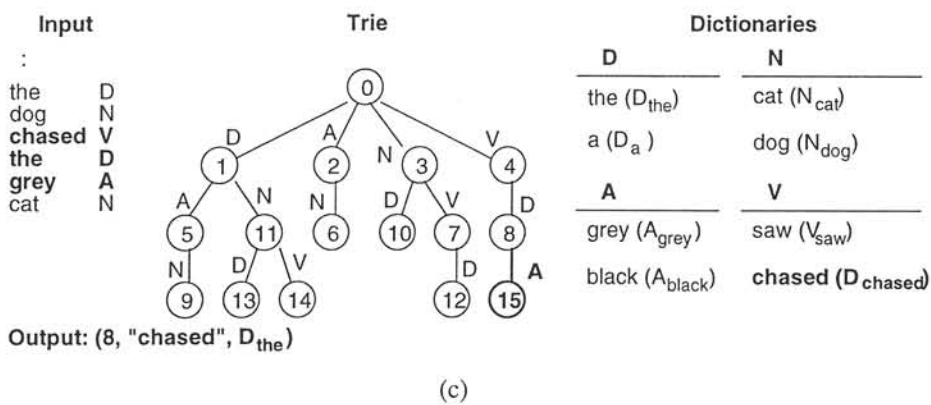 Input Trie Dictionaries
:
the D
dog N
chased V
the D
grey A
cat N
0
D A N V
1 2 3 4
A N N D V D
5 11 6 10 7 8
N D V D A
9 13 14 12 15
D N
the (Dthe) cat (Ncat)
a (Da) dog (Ndog)
A V
grey (Agrey) saw (Vsaw)
black (Ablack) chased (Dchased)
Output: (8, "chased", Dthe)
(c)